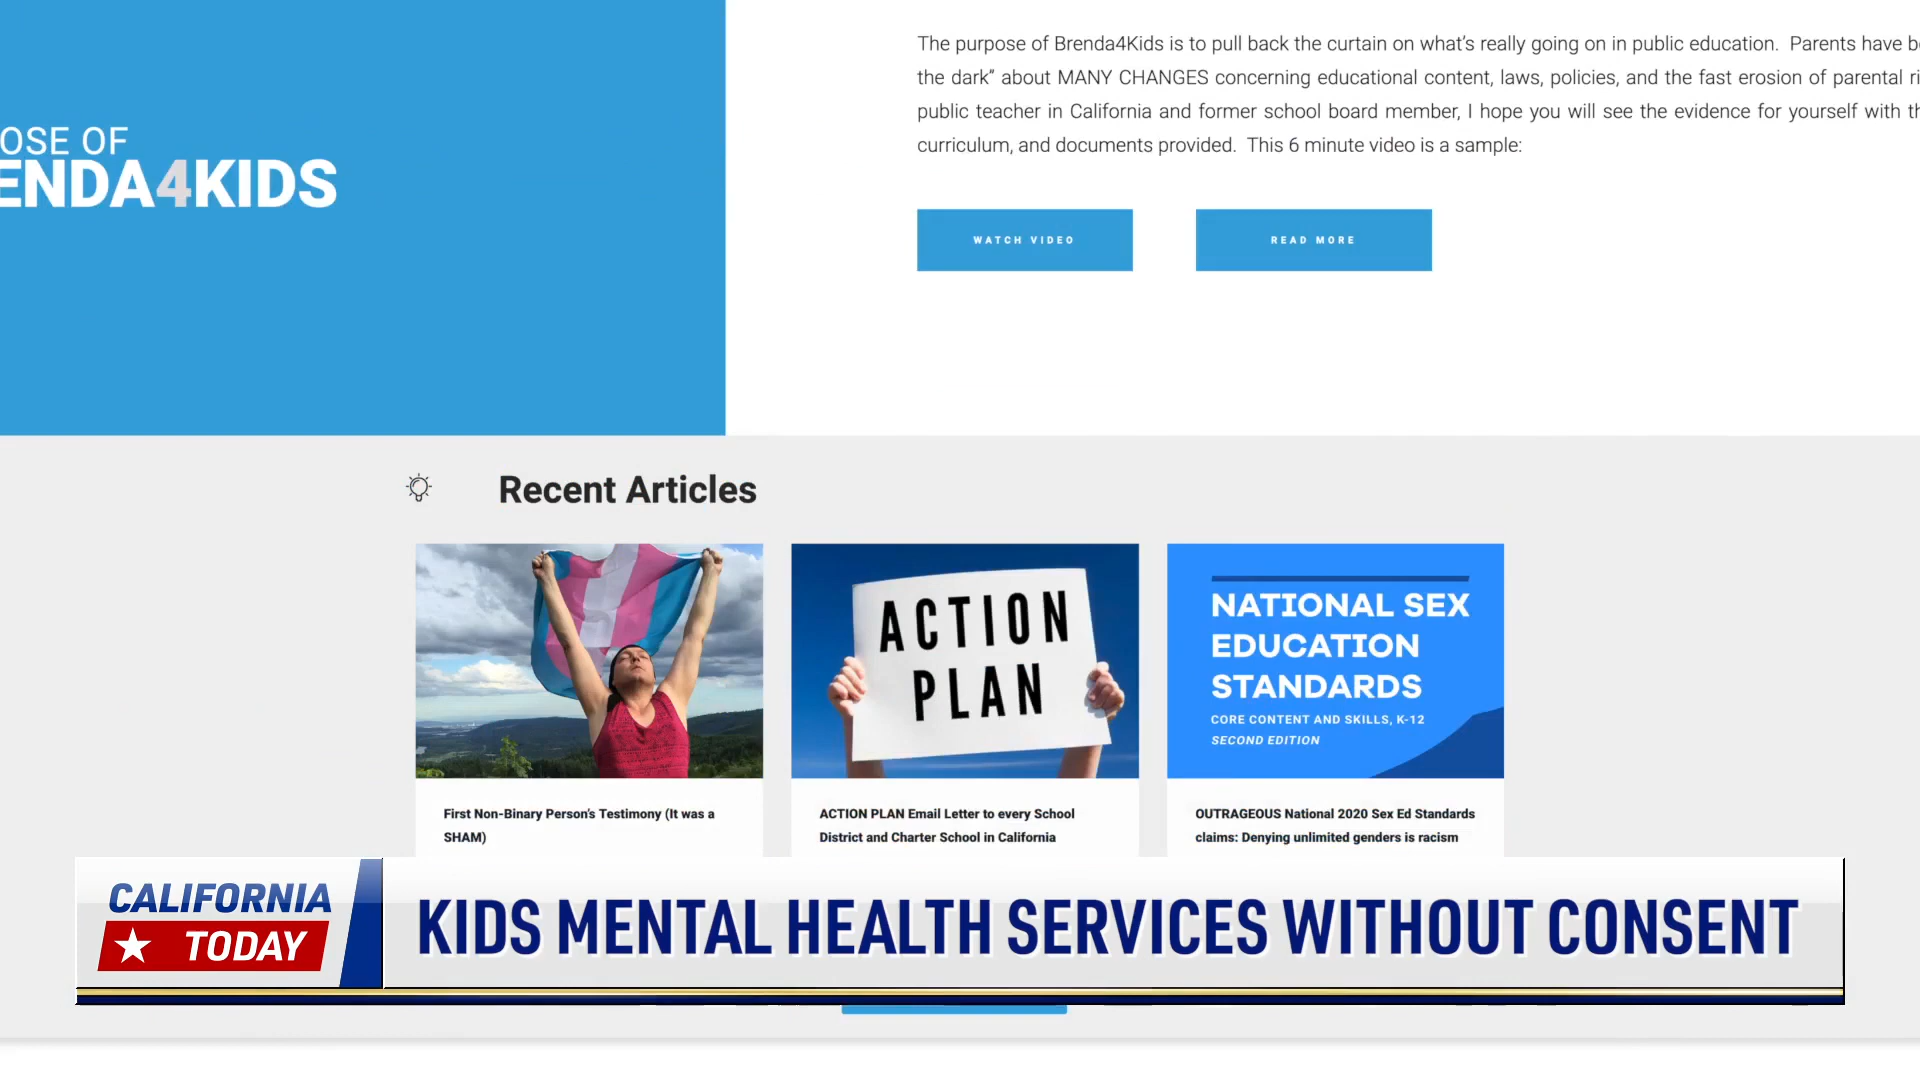 OSE OF
ENDA4KIDS
The purpose of Brenda4Kids is to pull back the curtain on what's really going on in public education. Parents have b
the dark” about MANY CHANGES concerning educational content, laws, policies, and the fast erosion of parental ri
public teacher in California and former school board member, I hope you will see the evidence for yourself with th
curriculum, and documents provided. This 6 minute video is a sample:
WATCH VIDEO
READ MORE
Recent Articles
ACTION
PLAN
NATIONAL SEX
EDUCATION
STANDARDS
CORE CONTENT AND SKILLS, K-12
SECOND EDITION
First Non-Binary Person's Testimony (It was a
SHAM)
ACTION PLAN Email Letter to every School
District and Charter School in California
OUTRAGEOUS National 2020 Sex Ed Standards
claims: Denying unlimited genders is racism
CALIFORNIA
TODAY
KIDS MENTAL HEALTH SERVICES WITHOUT CONSENT